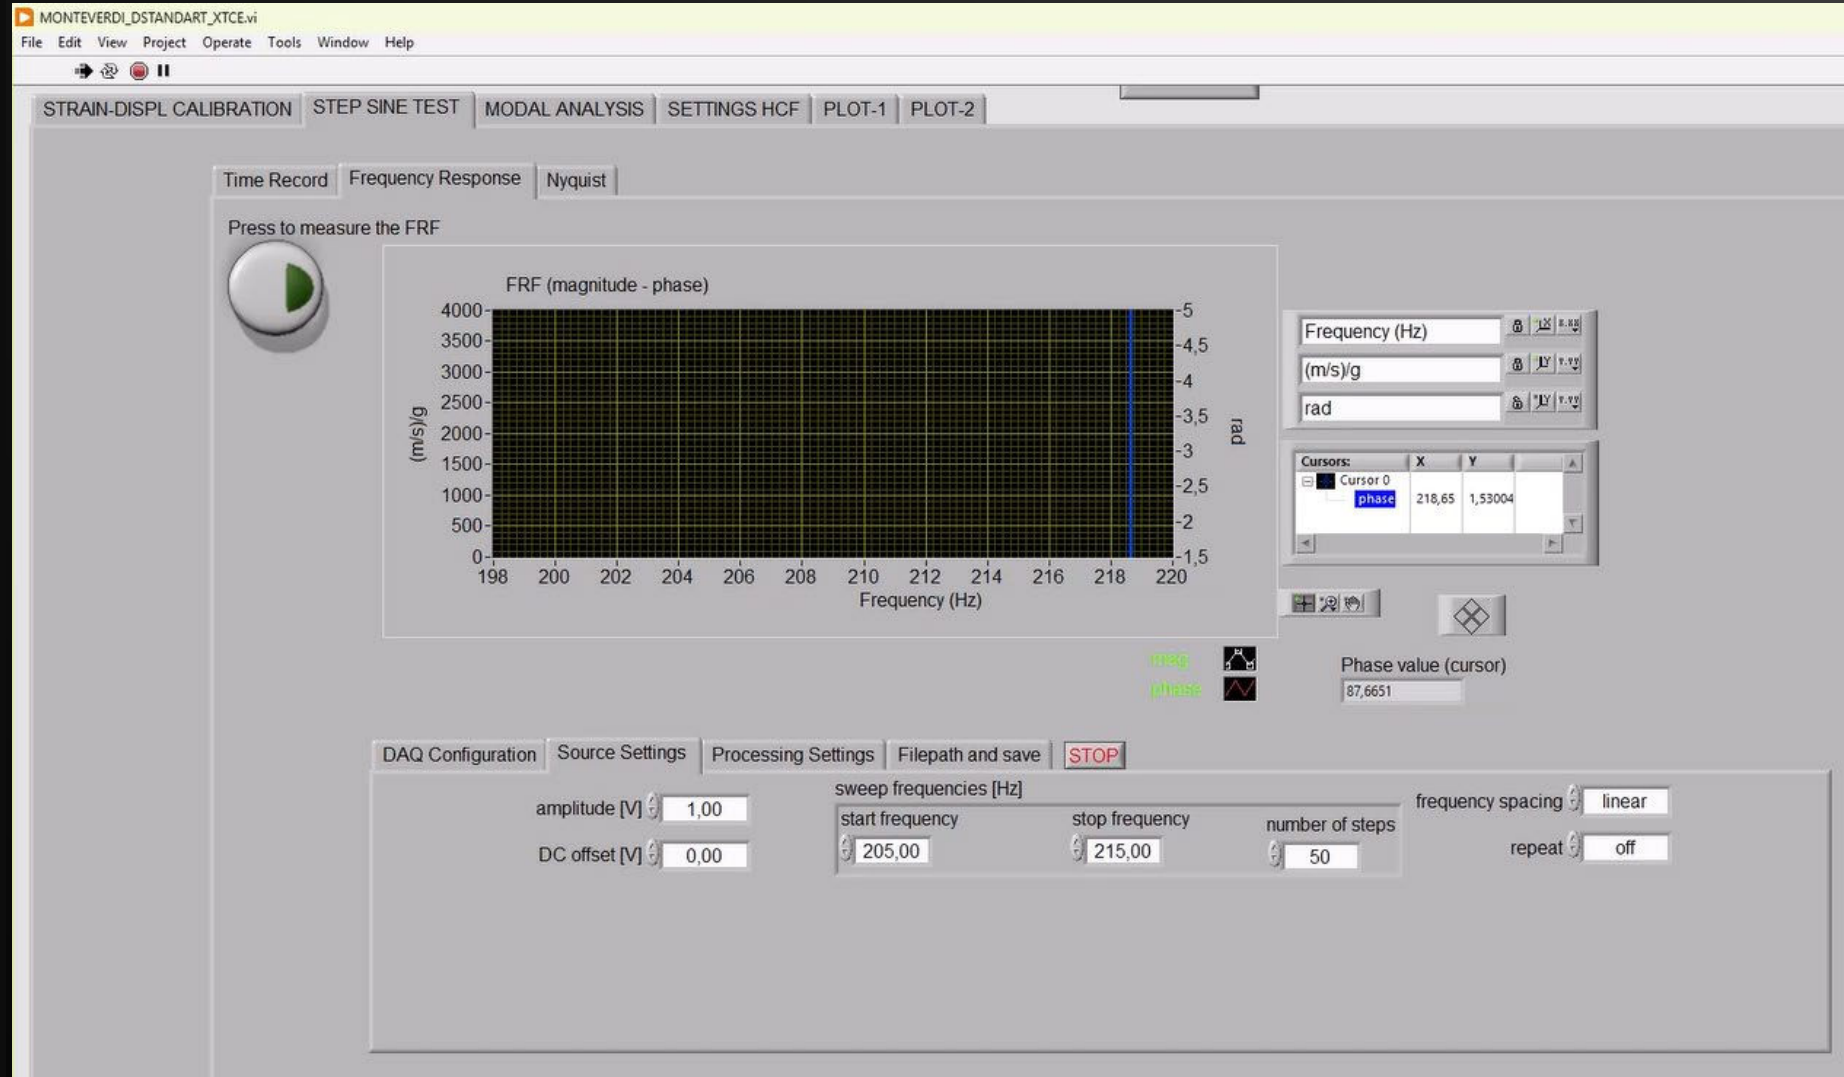 MONTEVERDI_DSTANDART_XTCE.vi
File Edit View Project Operate Tools Window Help
STRAIN-DISPL CALIBRATION STEP SINE TEST MODAL ANALYSIS SETTINGS HCF PLOT-1 PLOT-2
Time Record Frequency Response Nyquist
Press to measure the FRF
FRF (magnitude - phase)
4000
3500
3000
2500
2000
1500
1000
500
0
(m/s)/g
198 200 202 204 206 208 210 212 214 216 218 220
Frequency (Hz)
-5
-4,5
-4
-3,5
-3
-2,5
-2
-1,5
rad
Frequency (Hz)
(m/s)/g
rad
Cursors: X Y
Cursor 0
phase 218,65 1,53004
mag
phase
Phase value (cursor)
87,6651
DAQ Configuration Source Settings Processing Settings Filepath and save STOP
amplitude [V] 1,00
DC offset [V] 0,00
sweep frequencies [Hz]
start frequency stop frequency number of steps
205,00 215,00 50
frequency spacing linear
repeat off